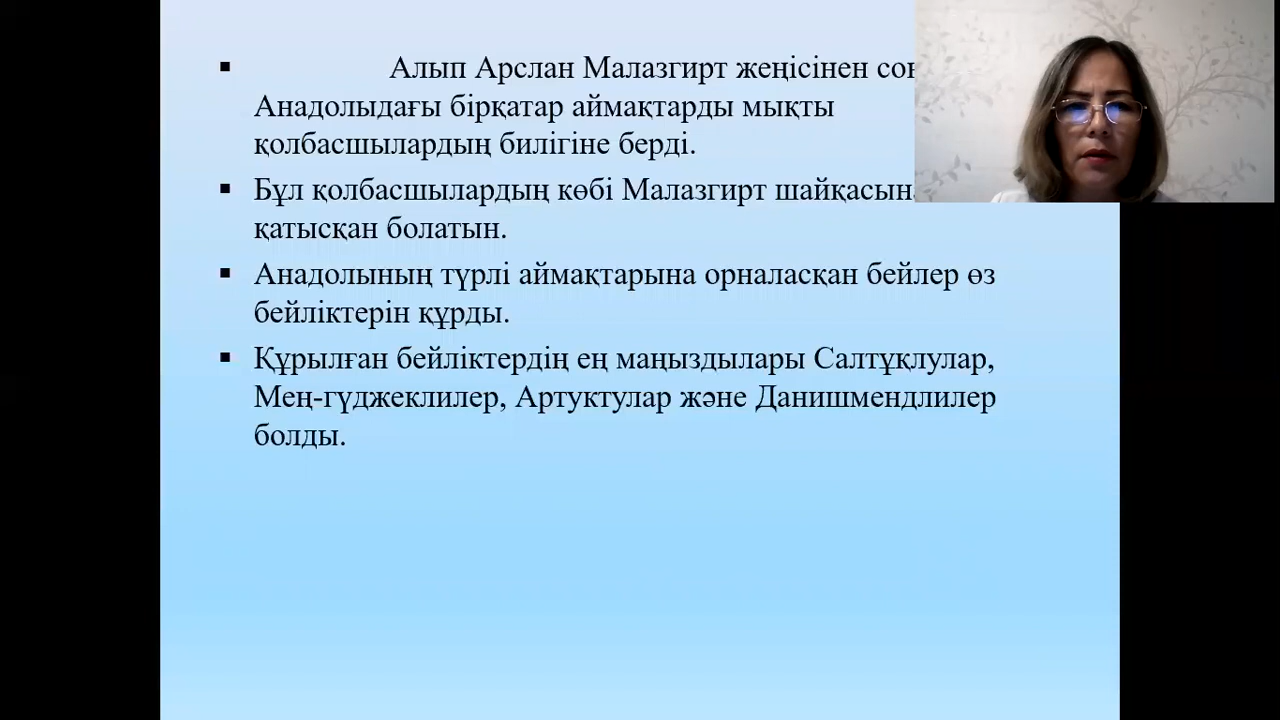 Алып Арслан Малазгирт жеңісінен
Анадолыдағы бірқатар аймақтарды мықты
қолбасшылардың билігіне берді.
Бұл қолбасшылардың көбі Малазгирт
қатысқан болатын.
Анадолының түрлі аймақтарына орналасқан бейлер өз
бейліктерін құрды.
Құрылған бейліктердің ең маңыздылары Салтұқлулар,
Мең-гүджеклилер, Артуктулар және Данишмендлилер
болды.